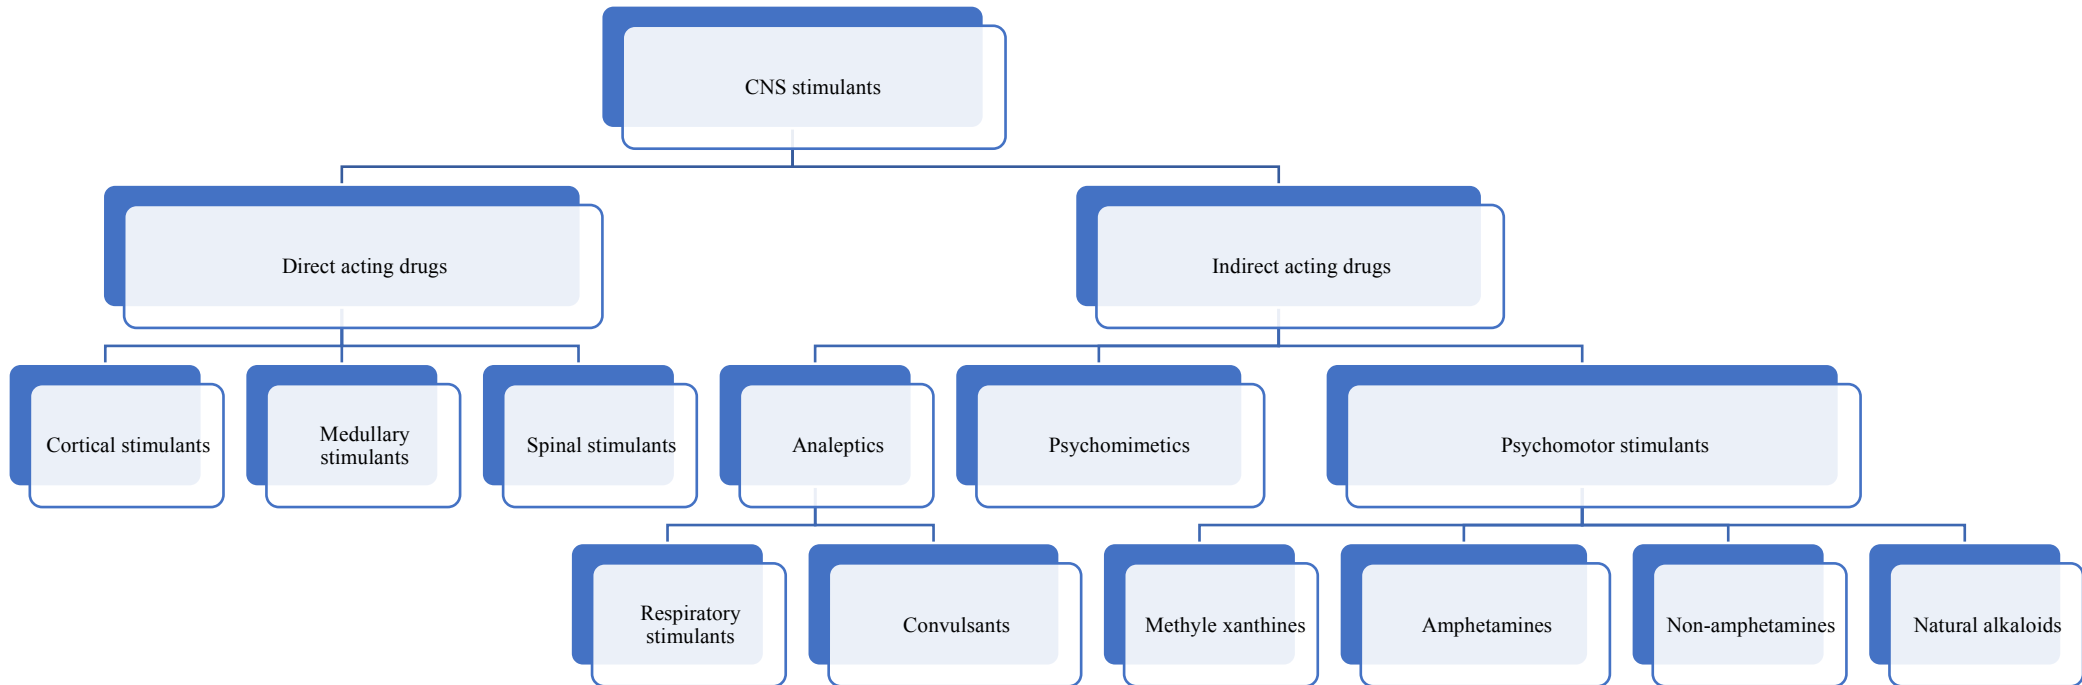 CNS stimulants
Direct acting drugs
Indirect acting drugs
Cortical stimulants
Medullary
stimulants
Spinal stimulants
Analeptics
Psychomimetics
Psychomotor stimulants
Respiratory
stimulants
Convulsants
Methyle xanthines
Amphetamines
Non-amphetamines
Natural alkaloids